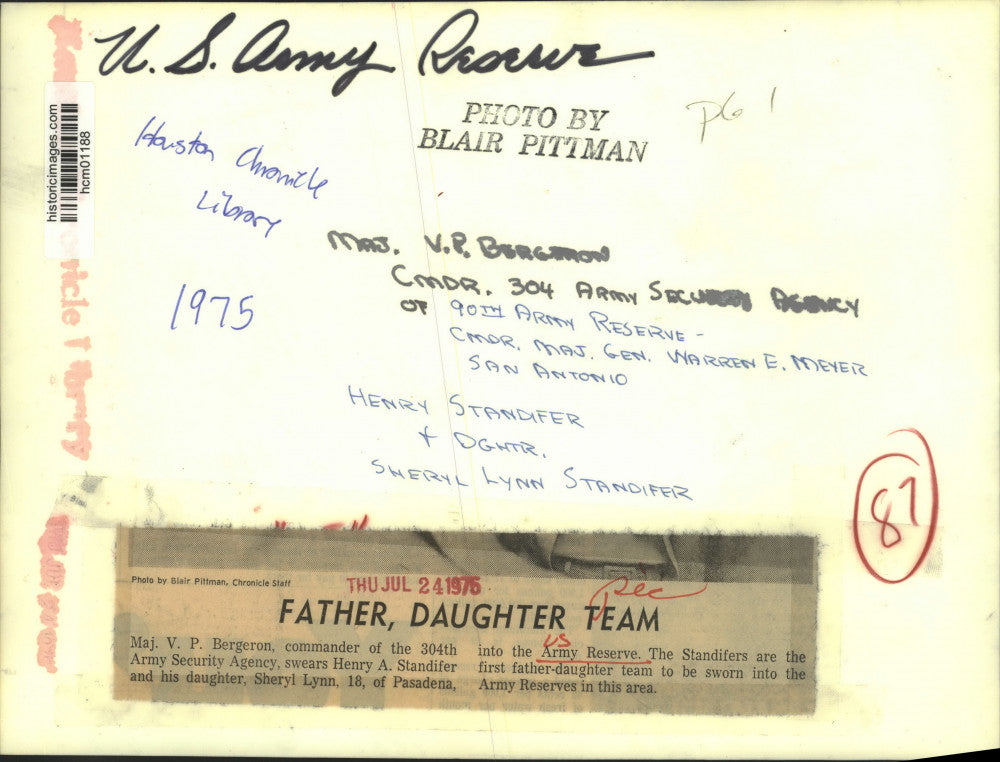 U.S. Army Reserve
PHOTO BY
BLAIR PITTMAN
pg 1
historicimages.com
hcm01188
Houston Chronicle
Library
1975
MAJ. V.P. BERGERON
CMDR. 304 ARMY SECURITY AGENCY
OF 90TH ARMY RESERVE -
CMDR. MAJ. GEN. WARREN E. MEYER
SAN ANTONIO
HENRY STANDIFER
+ DGHTR.
SHERYL LYNN STANDIFER
87
Photo by Blair Pittman, Chronicle Staff
THU JUL 24 1975
rec
FATHER, DAUGHTER TEAM
Maj. V. P. Bergeron, commander of the 304th
Army Security Agency, swears Henry A. Standifer
and his daughter, Sheryl Lynn, 18, of Pasadena,
US
into the Army Reserve. The Standifers are the
first father-daughter team to be sworn into the
Army Reserves in this area.